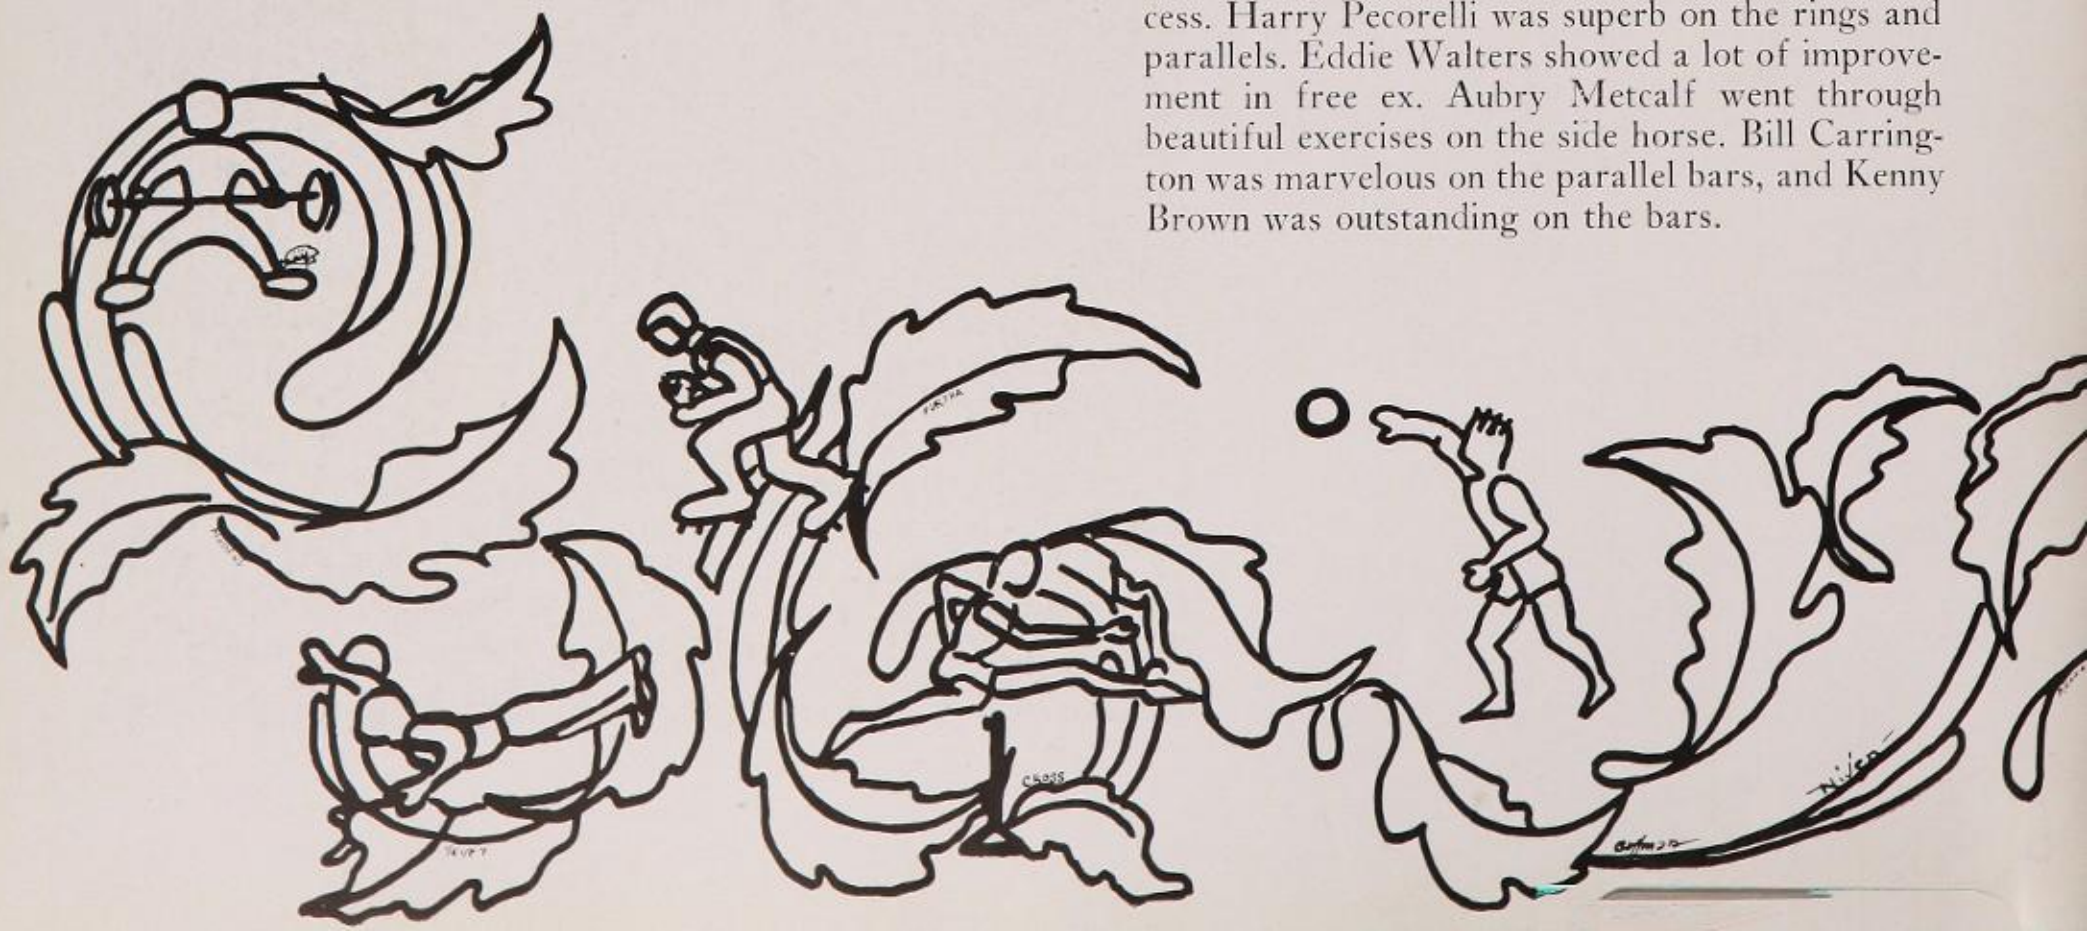 cess. Harry Pecorelli was superb on the rings and
parallels. Eddie Walters showed a lot of improve-
ment in free ex. Aubry Metcalf went through
beautiful exercises on the side horse. Bill Carring-
ton was marvelous on the parallel bars, and Kenny
Brown was outstanding on the bars.
CROSS
Niven